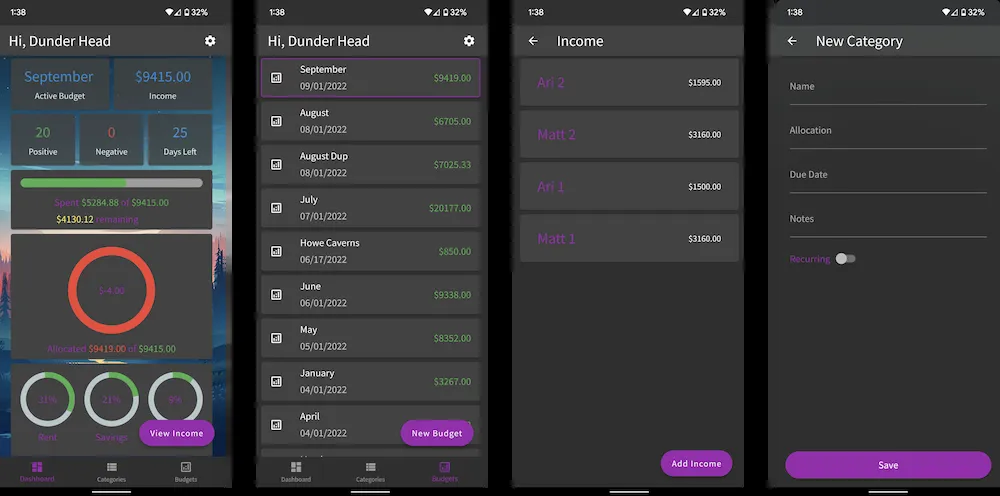 1:38
32%
Hi, Dunder Head
September
Active Budget
$9415.00
Income
20
Positive
0
Negative
25
Days Left
Spent $5284.88 of $9415.00
$4130.12 remaining
$-4.00
Allocated $9419.00 of $9415.00
31%
21%
Rent
Savings
View Income
Dashboard
Categories
Budgets
1:38
32%
Hi, Dunder Head
September
09/01/2022
$9419.00
August
08/01/2022
$6705.00
August Dup
08/01/2022
$7025.33
July
07/01/2022
$20177.00
Howe Caverns
06/17/2022
$850.00
June
06/01/2022
$9338.00
May
05/01/2022
$8352.00
January
04/01/2022
$3267.00
April
04/01/2022
New Budget
Dashboard
Categories
Budgets
1:38
32%
Income
Ari 2
$1595.00
Matt 2
$3160.00
Ari 1
$1500.00
Matt 1
$3160.00
Add Income
1:38
32%
New Category
Name
Allocation
Due Date
Notes
Recurring
Save